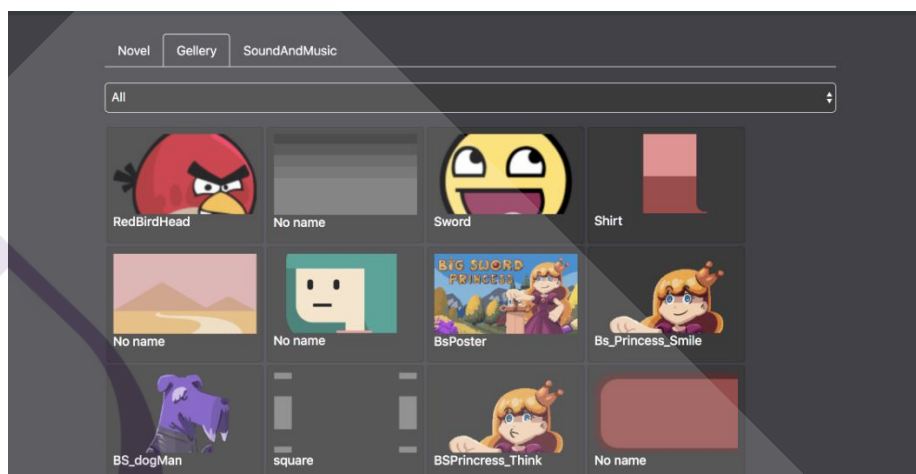 Novel
Gellery
SoundAndMusic
All
RedBirdHead
No name
Sword
Shirt
No name
No name
BIG SWORD
PRINCESS
BsPoster
Bs_Princess_Smile
BS_dogMan
square
BSPrincress_Think
No name